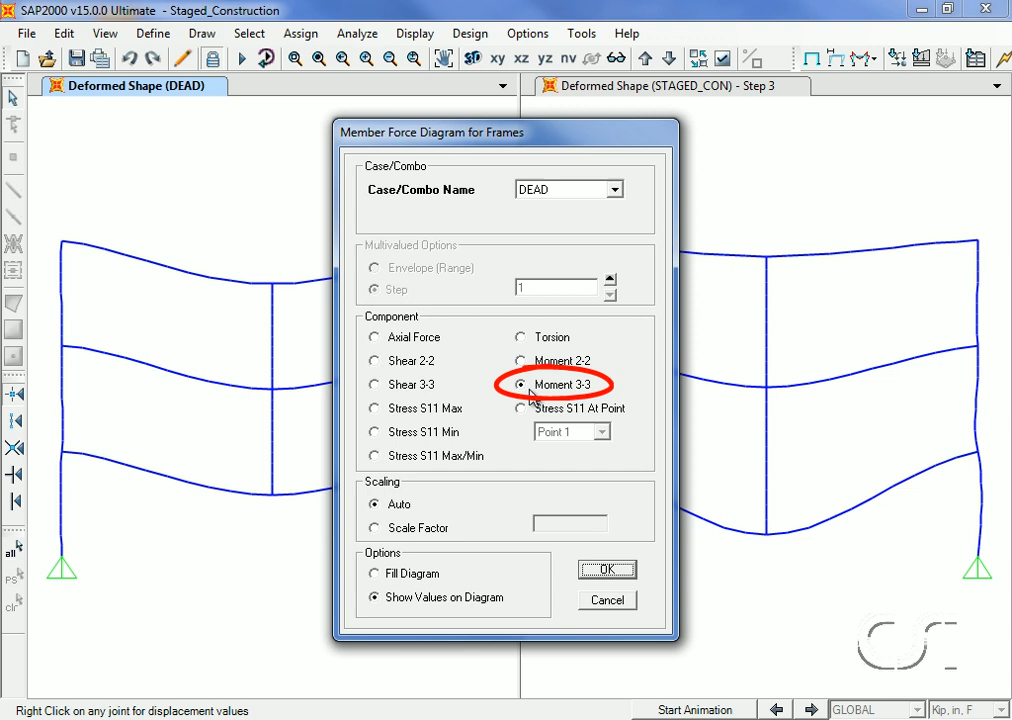 SAP2000 v15.0.0 Ultimate - Staged_Construction
File Edit View Define Draw Select Assign Analyze Display Design Options Tools Help
3D xy xz yz nv
Deformed Shape (DEAD)
Deformed Shape (STAGED_CON) - Step 3
Member Force Diagram for Frames
Case/Combo
Case/Combo Name DEAD
Multivalued Options
Envelope (Range)
Step 1
Component
Axial Force Torsion
Shear 2-2 Moment 2-2
Shear 3-3 Moment 3-3
Stress S11 Max Stress S11 At Point
Stress S11 Min Point 1
Stress S11 Max/Min
Scaling
Auto
Scale Factor
Options
Fill Diagram OK
Show Values on Diagram Cancel
all
PS
clr
CSI
Right Click on any joint for displacement values Start Animation GLOBAL Kip, in, F